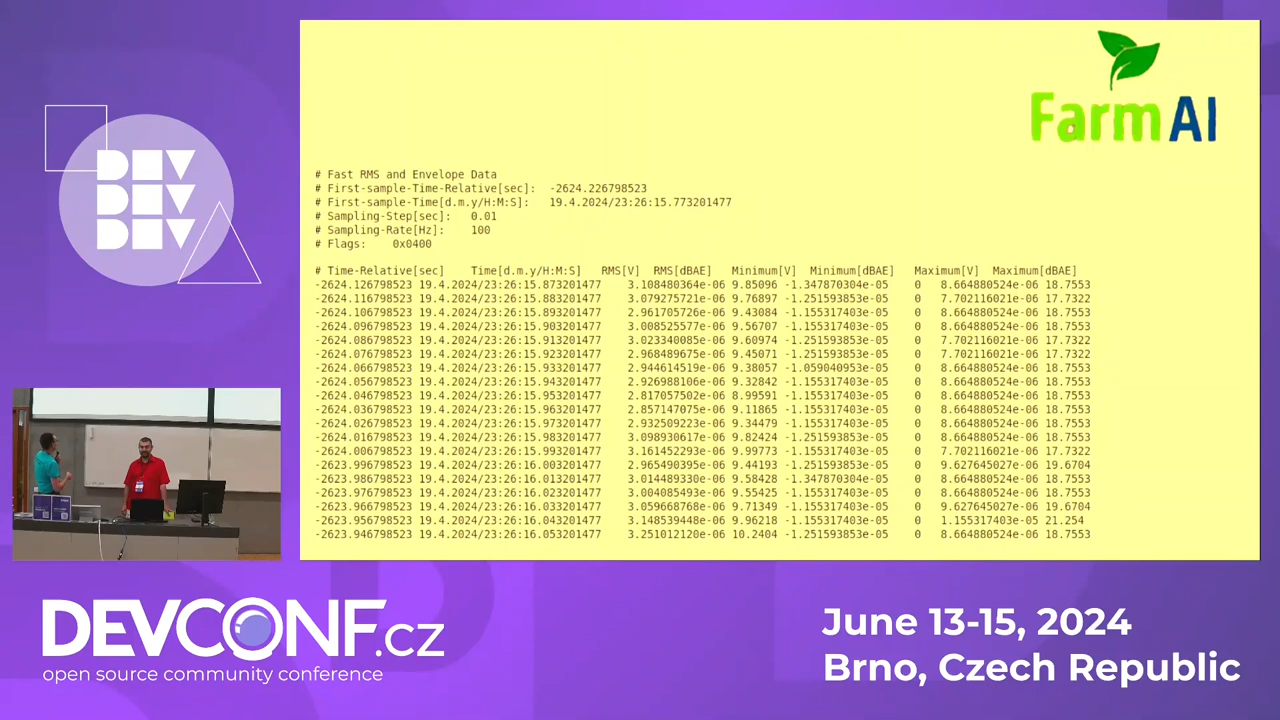 DEV
DEV
DEV
Farm AI
# Fast RMS and Envelope Data
# First-sample-Time-Relative[sec]: -2624.226798523
# First-sample-Time[d.m.y/H:M:S]: 19.4.2024/23:26:15.773201477
# Sampling-Step[sec]: 0.01
# Sampling-Rate[Hz]: 100
# Flags: 0x0400
# Time-Relative[sec] Time[d.m.y/H:M:S] RMS[V] RMS[dBAE] Minimum[V] Minimum[dBAE] Maximum[V] Maximum[dBAE]
-2624.126798523 19.4.2024/23:26:15.873201477 3.108480364e-06 9.85096 -1.347870304e-05 0 8.664880524e-06 18.7553
-2624.116798523 19.4.2024/23:26:15.883201477 3.079275721e-06 9.76897 -1.251593853e-05 0 7.702116021e-06 17.7322
-2624.106798523 19.4.2024/23:26:15.893201477 2.961705726e-06 9.43084 -1.155317403e-05 0 8.664880524e-06 18.7553
-2624.096798523 19.4.2024/23:26:15.903201477 3.008525577e-06 9.56707 -1.155317403e-05 0 8.664880524e-06 18.7553
-2624.086798523 19.4.2024/23:26:15.913201477 3.023340085e-06 9.60974 -1.251593853e-05 0 7.702116021e-06 17.7322
-2624.076798523 19.4.2024/23:26:15.923201477 2.968489675e-06 9.45071 -1.251593853e-05 0 7.702116021e-06 17.7322
-2624.066798523 19.4.2024/23:26:15.933201477 2.944614519e-06 9.38057 -1.059040953e-05 0 8.664880524e-06 18.7553
-2624.056798523 19.4.2024/23:26:15.943201477 2.926988106e-06 9.32842 -1.155317403e-05 0 8.664880524e-06 18.7553
-2624.046798523 19.4.2024/23:26:15.953201477 2.817057502e-06 8.99591 -1.155317403e-05 0 8.664880524e-06 18.7553
-2624.036798523 19.4.2024/23:26:15.963201477 2.857147075e-06 9.11865 -1.155317403e-05 0 8.664880524e-06 18.7553
-2624.026798523 19.4.2024/23:26:15.973201477 2.932509223e-06 9.34479 -1.155317403e-05 0 8.664880524e-06 18.7553
-2624.016798523 19.4.2024/23:26:15.983201477 3.098930617e-06 9.82424 -1.251593853e-05 0 8.664880524e-06 18.7553
-2624.006798523 19.4.2024/23:26:15.993201477 3.161452293e-06 9.99773 -1.155317403e-05 0 7.702116021e-06 17.7322
-2623.996798523 19.4.2024/23:26:16.003201477 2.965490395e-06 9.44193 -1.251593853e-05 0 9.627645027e-06 19.6704
-2623.986798523 19.4.2024/23:26:16.013201477 3.014489330e-06 9.58428 -1.347870304e-05 0 8.664880524e-06 18.7553
-2623.976798523 19.4.2024/23:26:16.023201477 3.004085493e-06 9.55425 -1.155317403e-05 0 8.664880524e-06 18.7553
-2623.966798523 19.4.2024/23:26:16.033201477 3.059668768e-06 9.71349 -1.155317403e-05 0 9.627645027e-06 19.6704
-2623.956798523 19.4.2024/23:26:16.043201477 3.148539448e-06 9.96218 -1.155317403e-05 0 1.155317403e-05 21.254
-2623.946798523 19.4.2024/23:26:16.053201477 3.251012120e-06 10.2404 -1.251593853e-05 0 8.664880524e-06 18.7553
DEVCONF.cz
open source community conference
June 13-15, 2024
Brno, Czech Republic